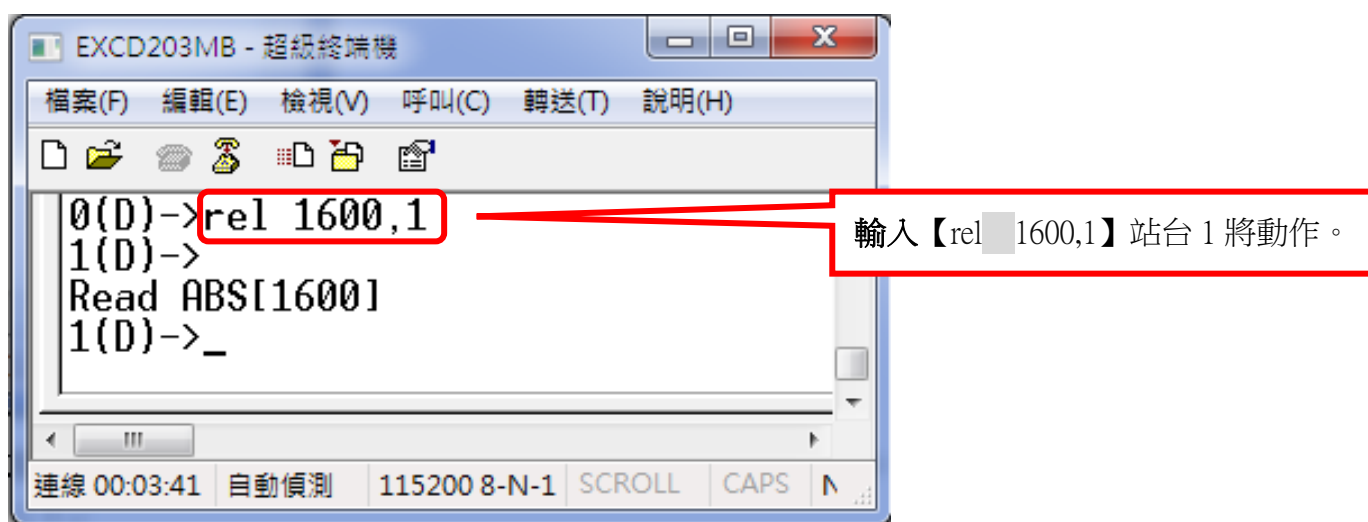 EXCD203MB - 超級終端機
檔案(F) 編輯(E) 檢視(V) 呼叫(C) 轉送(T) 說明(H)
0(D)->rel 1600,1
1(D)->
Read ABS[1600]
1(D)->_
輸入【rel 1600,1】站台 1 將動作。
連線 00:03:41 自動偵測 115200 8-N-1 SCROLL CAPS